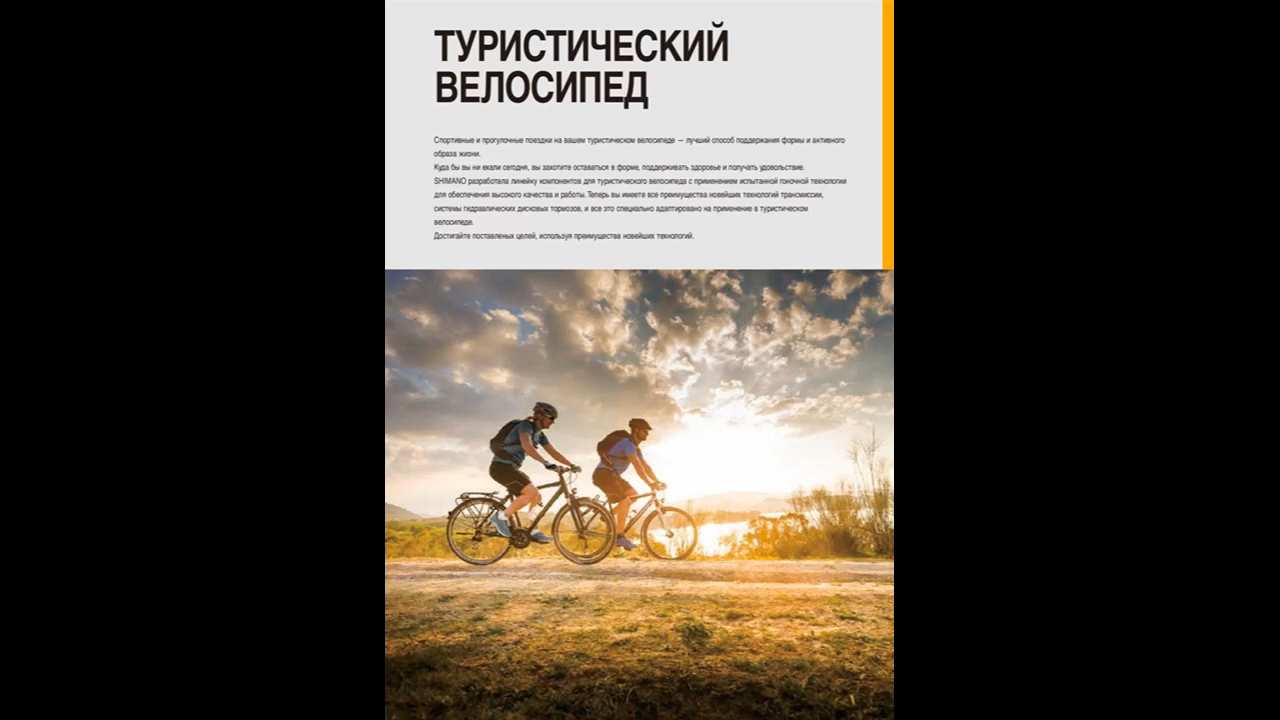 ТУРИСТИЧЕСКИЙ
ВЕЛОСИПЕД
Спортивные и прогулочные поездки на вашем туристическом велосипеде — лучший способ поддержания формы и активного
образа жизни.
Куда бы вы ни ехали сегодня, вы захотите оставаться в форме, поддерживать здоровье и получать удовольствие.
SHIMANO разработала линейку компонентов для туристического велосипеда с применением испытанной гоночной технологии
для обеспечения высокого качества и работы. Теперь вы имеете все преимущества новейших технологий трансмиссии,
системы гидравлических дисковых тормозов, и все это специально адаптировано на применение в туристическом
велосипеде.
Достигайте поставленых целей, используя преимущества новейших технологий.